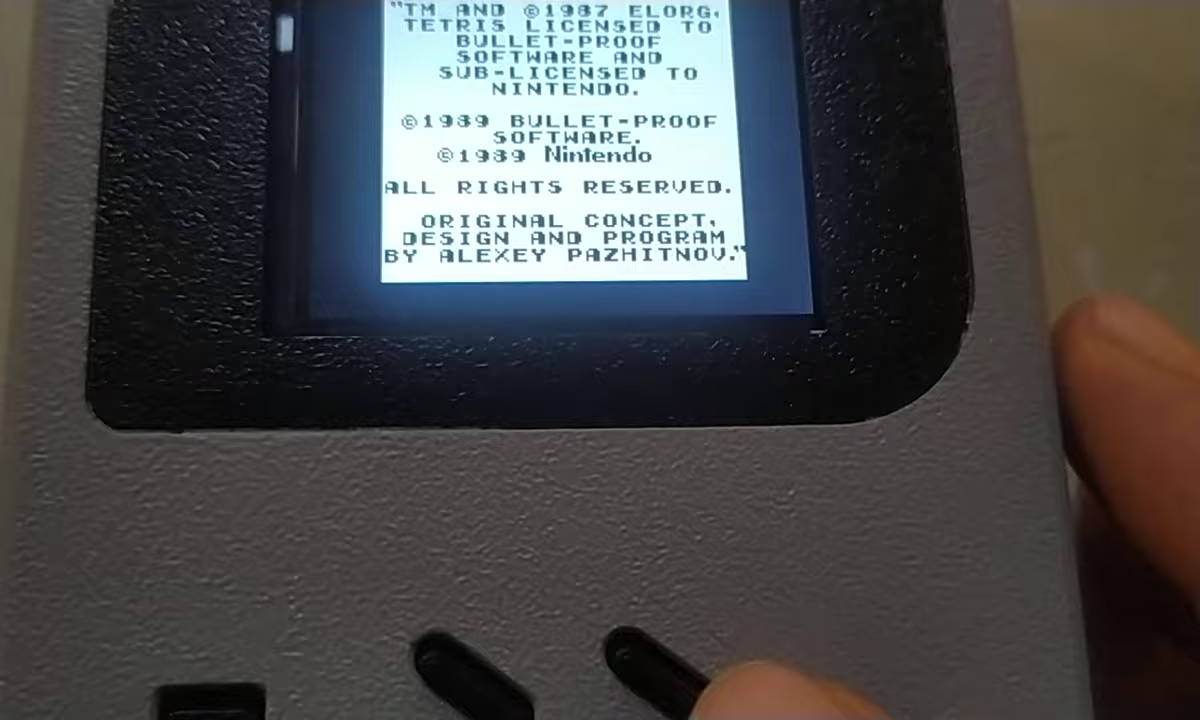 "TM AND ©1987 ELORG,
TETRIS LICENSED TO
BULLET-PROOF
SOFTWARE AND
SUB-LICENSED TO
NINTENDO.
©1989 BULLET-PROOF
SOFTWARE.
©1989 Nintendo
ALL RIGHTS RESERVED.
ORIGINAL CONCEPT,
DESIGN AND PROGRAM
BY ALEXEY PAZHITNOV."